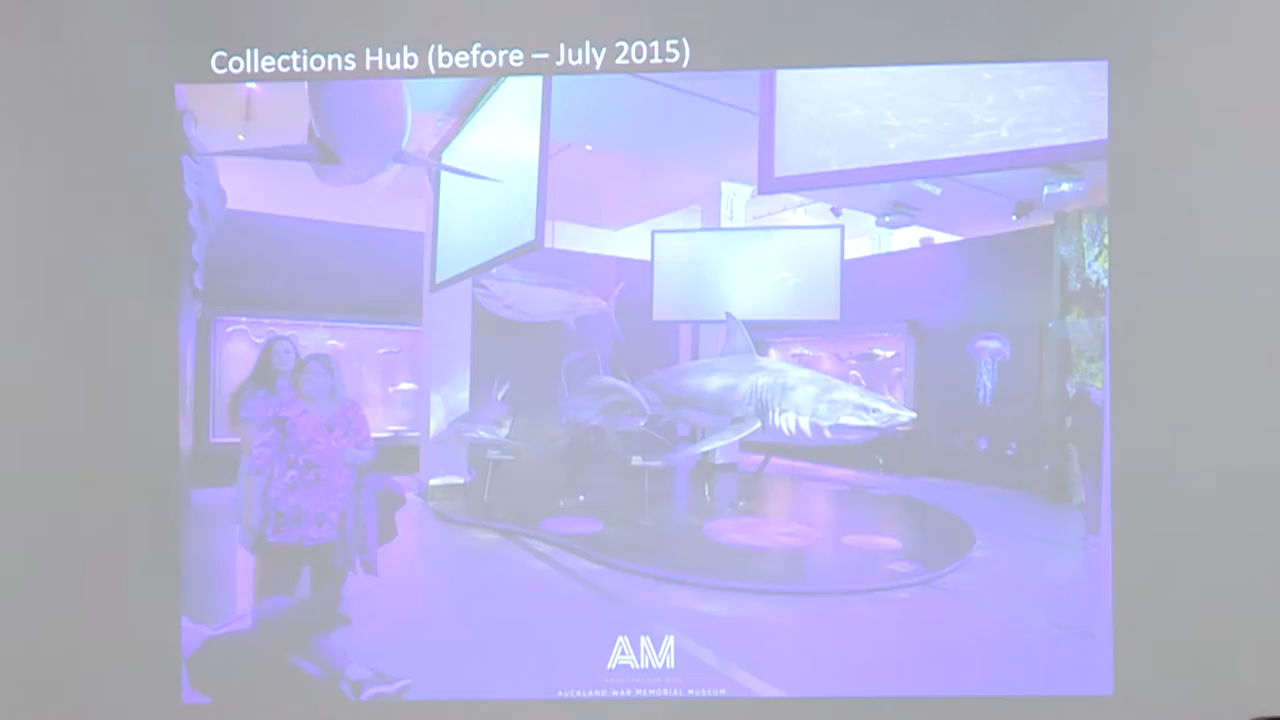 Collections Hub (before – July 2015)
AM
AUCKLAND WAR MEMORIAL MUSEUM